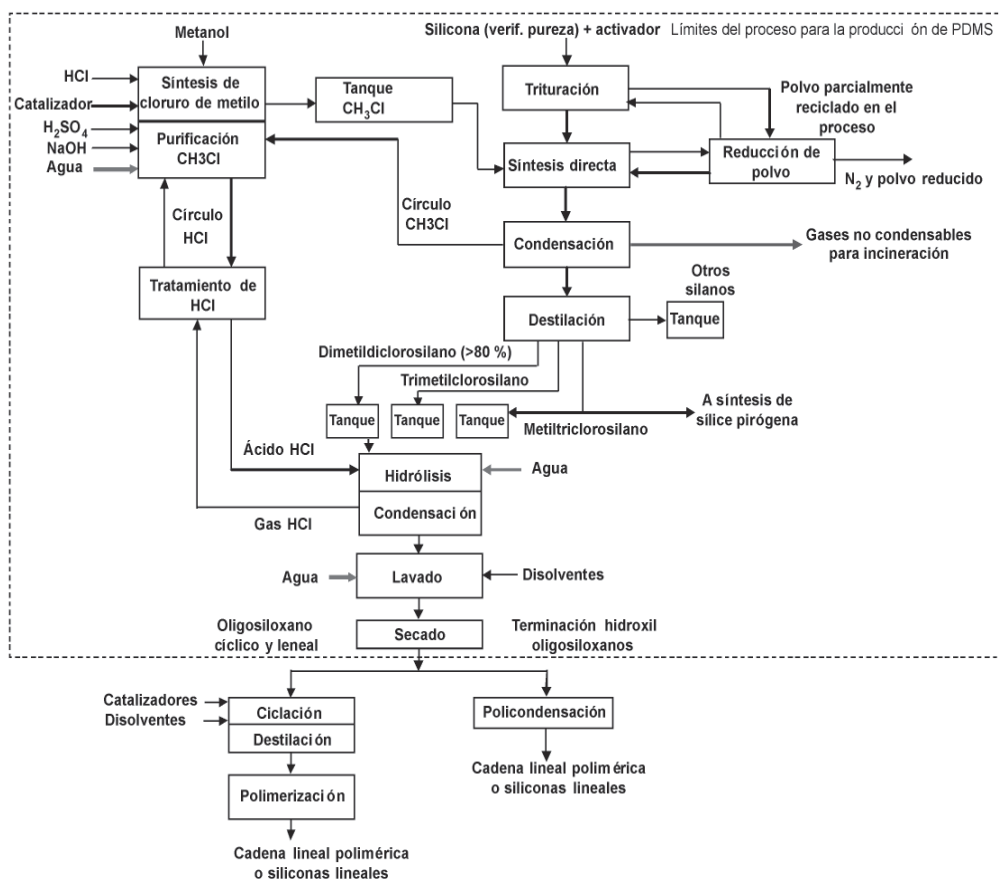 Metanol
Silicona (verif. pureza) + activador
Límites del proceso para la producci ón de PDMS
HCl
Catalizador
H2SO4
NaOH
Agua
Síntesis de
cloruro de metilo
Purificación
CH3Cl
Tanque
CH3Cl
Trituración
Polvo parcialmente
reciclado en el
proceso
Síntesis directa
Reducción de
polvo
N2 y polvo reducido
Círculo
HCl
Círculo
CH3Cl
Condensación
Gases no condensables
para incineración
Tratamiento de
HCl
Destilación
Otros
silanos
Tanque
Dimetildiclorosilano (>80 %)
Trimetilclorosilano
Tanque
Tanque
Tanque
Metiltriclorosilano
A síntesis de
sílice pirógena
Ácido HCl
Hidrólisis
Agua
Condensación
Gas HCl
Agua
Lavado
Disolventes
Oligosiloxano
cíclico y leneal
Secado
Terminación hidroxil
oligosiloxanos
Catalizadores
Disolventes
Ciclación
Destilación
Policondensación
Polimerización
Cadena lineal polimérica
o siliconas lineales
Cadena lineal polimérica
o siliconas lineales